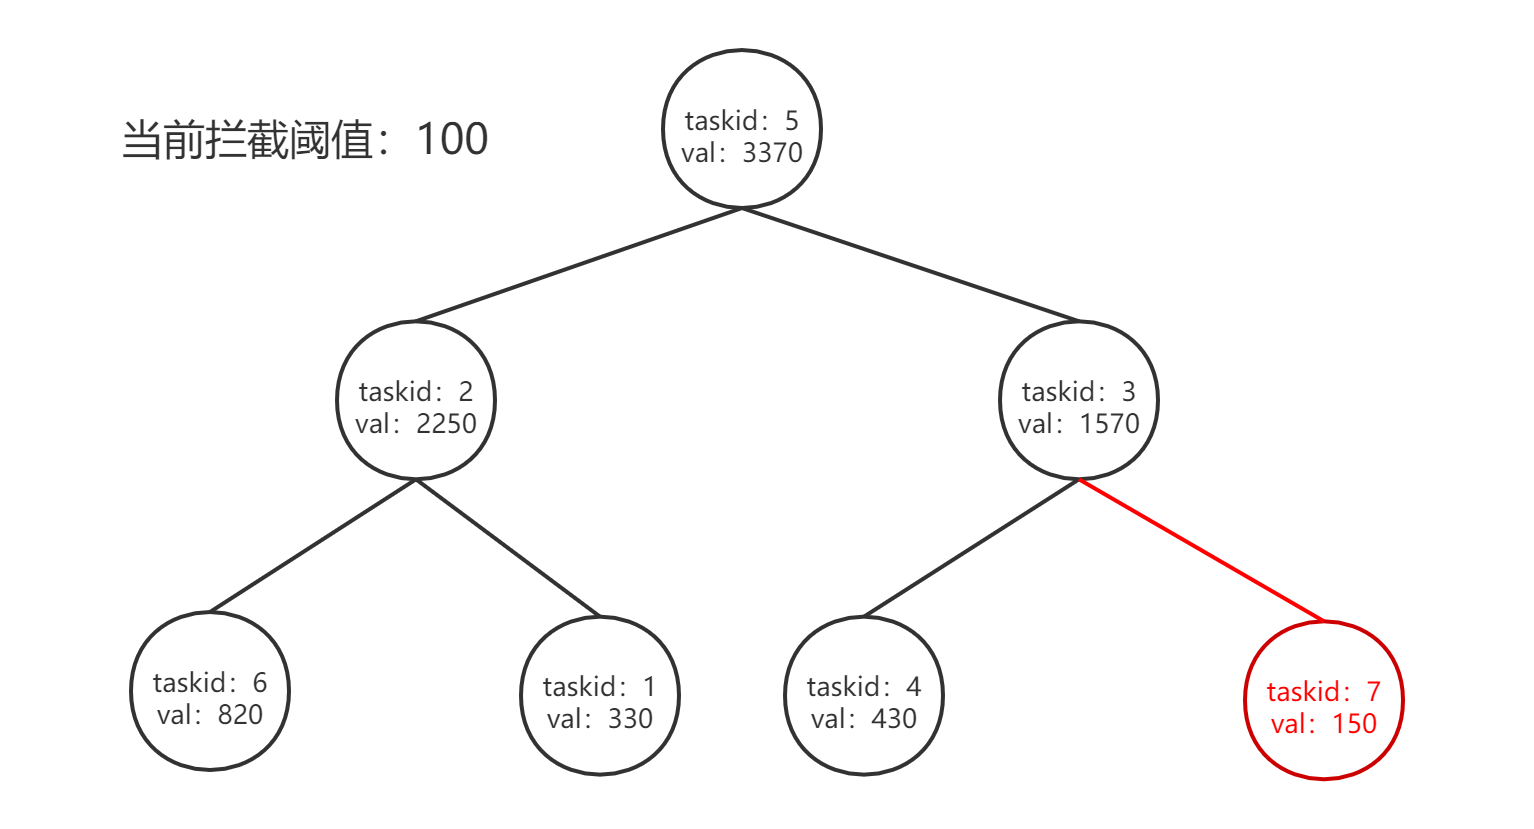 当前拦截阈值：100
taskid：5
val：3370
taskid：2
val：2250
taskid：3
val：1570
taskid：6
val：820
taskid：1
val：330
taskid：4
val：430
taskid：7
val：150